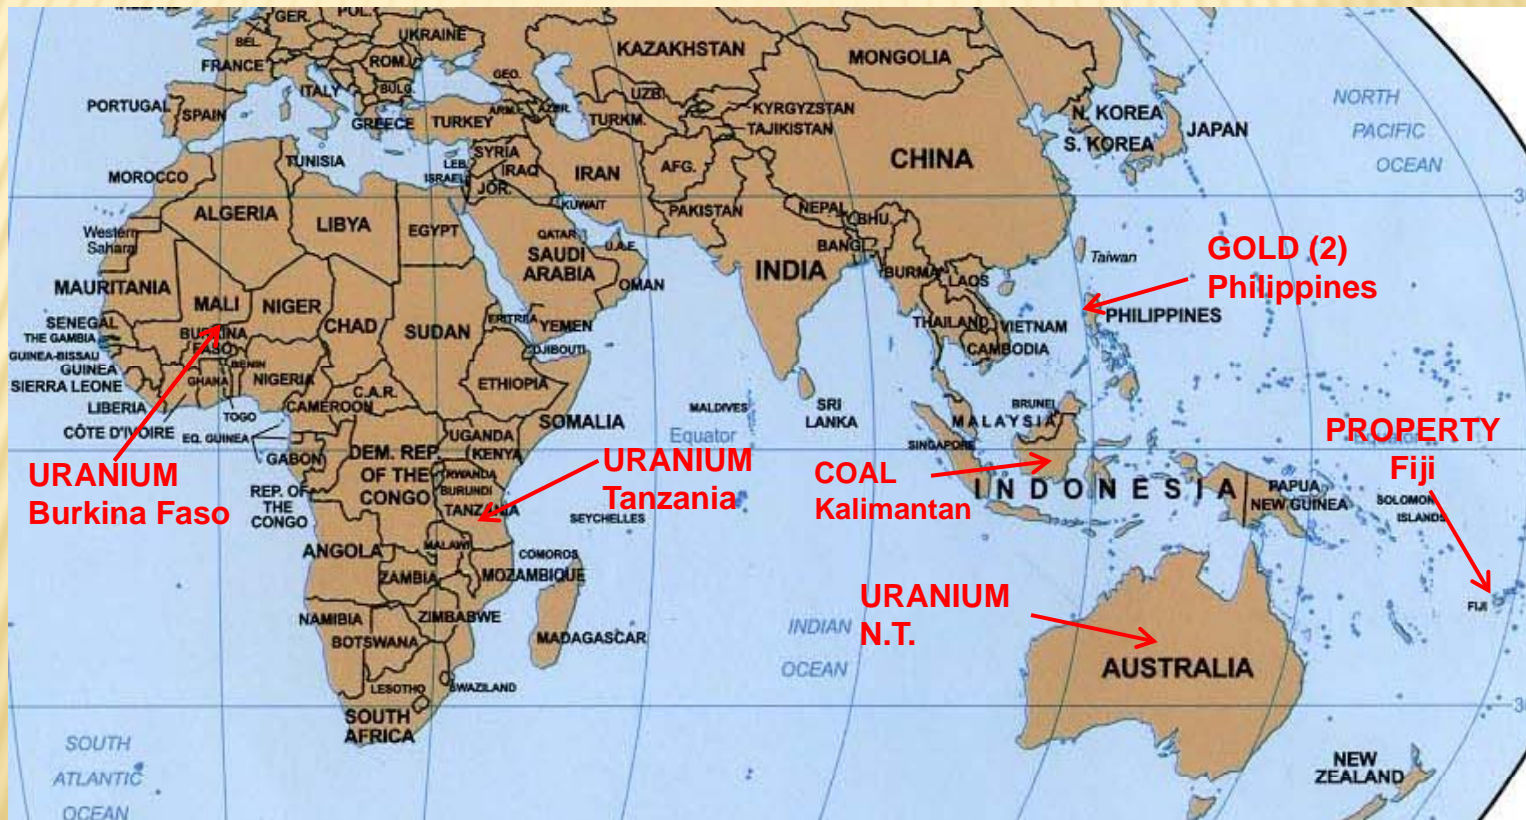 GER.
POL.
UKRAINE
KAZAKHSTAN
MONGOLIA
BEL.
FRANCE
ROM.
GEO.
ITALY
BULG.
UZB.
KYRGYZSTAN
N. KOREA
NORTH
PACIFIC
OCEAN
PORTUGAL
SPAIN
GREECE
TURKEY
ARM.
AZER.
TURKM.
TAJIKISTAN
S. KOREA
JAPAN
TUNISIA
SYRIA
LEB.
IRAQ
ISRAEL
JOR.
IRAN
AFG.
CHINA
MOROCCO
KUWAIT
PAKISTAN
NEPAL
BHU.
3
ALGERIA
LIBYA
EGYPT
QATAR
U.A.E.
BANGL.
Western
Sahara
SAUDI
ARABIA
OMAN
INDIA
BURMA
LAOS
Taiwan
GOLD (2)
Philippines
MAURITANIA
MALI
NIGER
CHAD
SUDAN
ERITREA
YEMEN
THAILAND
VIETNAM
PHILIPPINES
SENEGAL
THE GAMBIA
BURKINA
FASO
DJIBOUTI
CAMBODIA
GUINEA-BISSAU
GUINEA
SIERRA LEONE
BENIN
GHANA
NIGERIA
C.A.R.
ETHIOPIA
LIBERIA
TOGO
CAMEROON
SOMALIA
MALDIVES
SRI
LANKA
BRUNEI
MALAYSIA
CÔTE D'IVOIRE
EQ. GUINEA
UGANDA
KENYA
Equator
SINGAPORE
PROPERTY
Fiji
Equator
GABON
DEM. REP.
OF THE
CONGO
RWANDA
BURUNDI
URANIUM
Tanzania
COAL
Kalimantan
INDONESIA
PAPUA
NEW GUINEA
SOLOMON
ISLANDS
URANIUM
Burkina Faso
REP. OF
THE
CONGO
TANZANIA
SEYCHELLES
ANGOLA
MALAWI
COMOROS
ZAMBIA
MOZAMBIQUE
URANIUM
N.T.
FIJI
NAMIBIA
ZIMBABWE
BOTSWANA
MADAGASCAR
INDIAN
OCEAN
AUSTRALIA
LESOTHO
SWAZILAND
SOUTH
AFRICA
3
SOUTH
ATLANTIC
OCEAN
NEW
ZEALAND